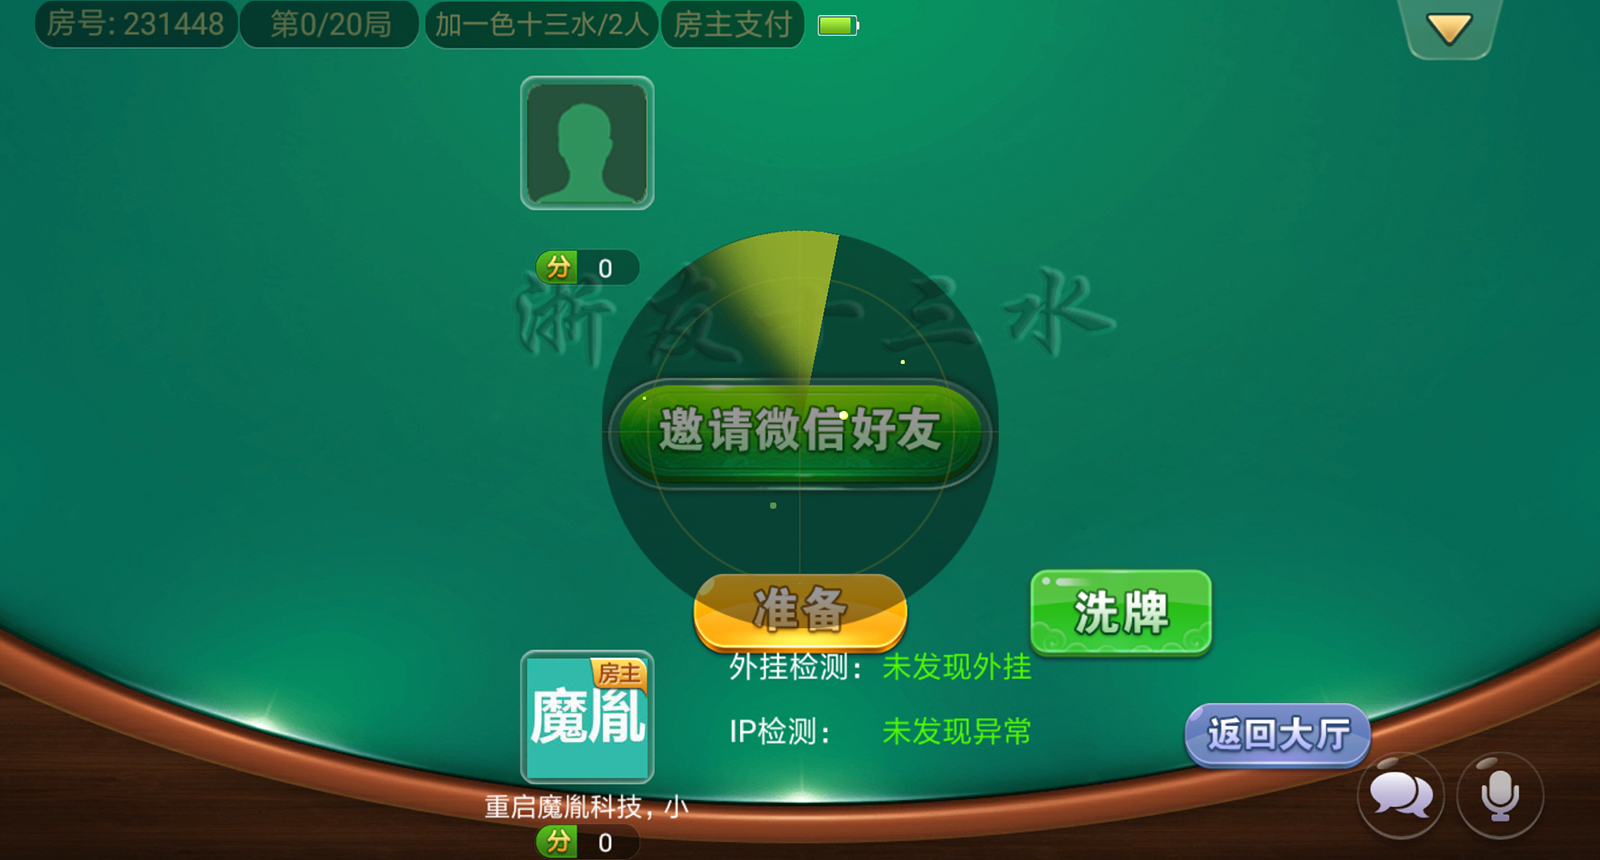 房号: 231448
第0/20局
加一色十三水/2人
房主支付
分 0
浙友十三水
邀请微信好友
准备
洗牌
外挂检测： 未发现外挂
IP检测： 未发现异常
房主
魔胤
返回大厅
重启魔胤科技，小
分 0